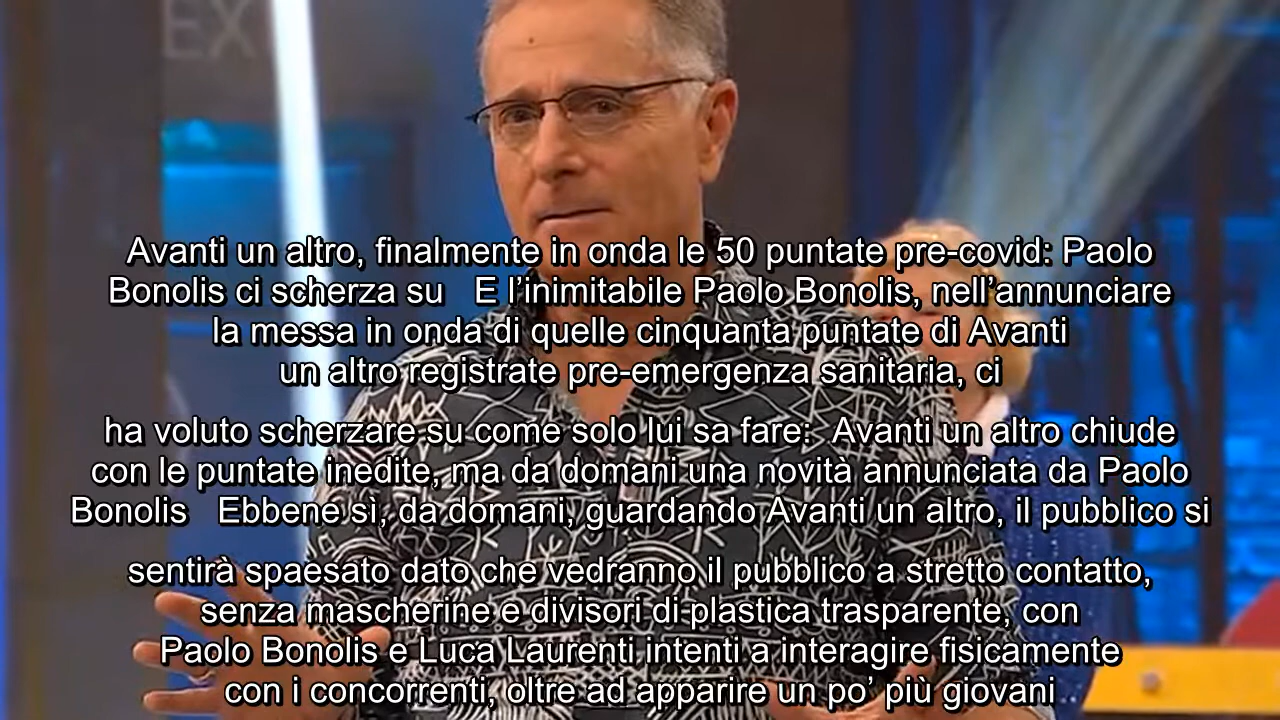 EX
Avanti un altro, finalmente in onda le 50 puntate pre-covid: Paolo
Bonolis ci scherza su   E l’inimitabile Paolo Bonolis, nell’annunciare
la messa in onda di quelle cinquanta puntate di Avanti
un altro registrate pre-emergenza sanitaria, ci
ha voluto scherzare su come solo lui sa fare:  Avanti un altro chiude
con le puntate inedite, ma da domani una novità annunciata da Paolo
Bonolis   Ebbene sì, da domani, guardando Avanti un altro, il pubblico si
sentirà spaesato dato che vedranno il pubblico a stretto contatto,
senza mascherine e divisori di plastica trasparente, con
Paolo Bonolis e Luca Laurenti intenti a interagire fisicamente
con i concorrenti, oltre ad apparire un po’ più giovani